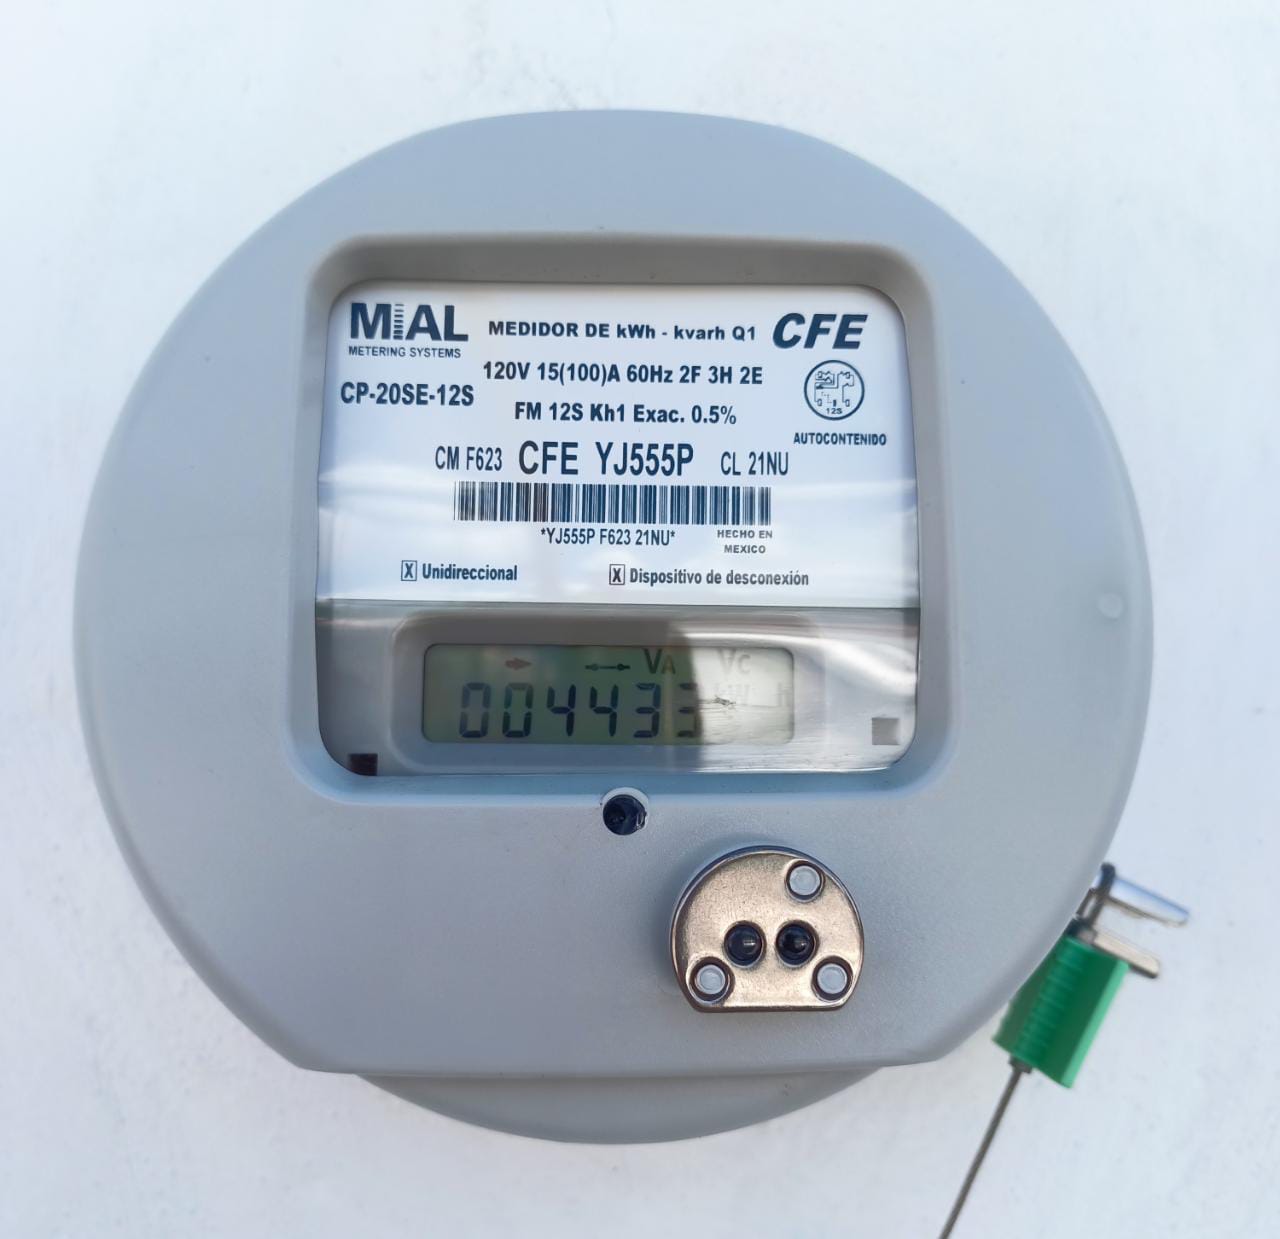 MIAL
METERING SYSTEMS
MEDIDOR DE kWh - kvarh Q1
CFE
120V 15(100)A 60Hz 2F 3H 2E
CP-20SE-12S
FM 12S Kh1 Exac. 0.5%
12S
AUTOCONTENIDO
CM F623 CFE YJ555P CL 21NU
*YJ555P F623 21NU*
HECHO EN
MEXICO
X Unidireccional
X Dispositivo de desconexión
VA VC
004433 kW h